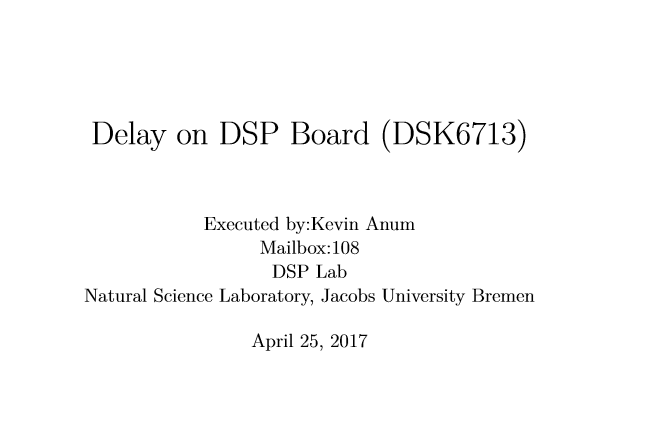 Delay on DSP Board (DSK6713)
Executed by:Kevin Anum
Mailbox:108
DSP Lab
Natural Science Laboratory, Jacobs University Bremen
April 25, 2017